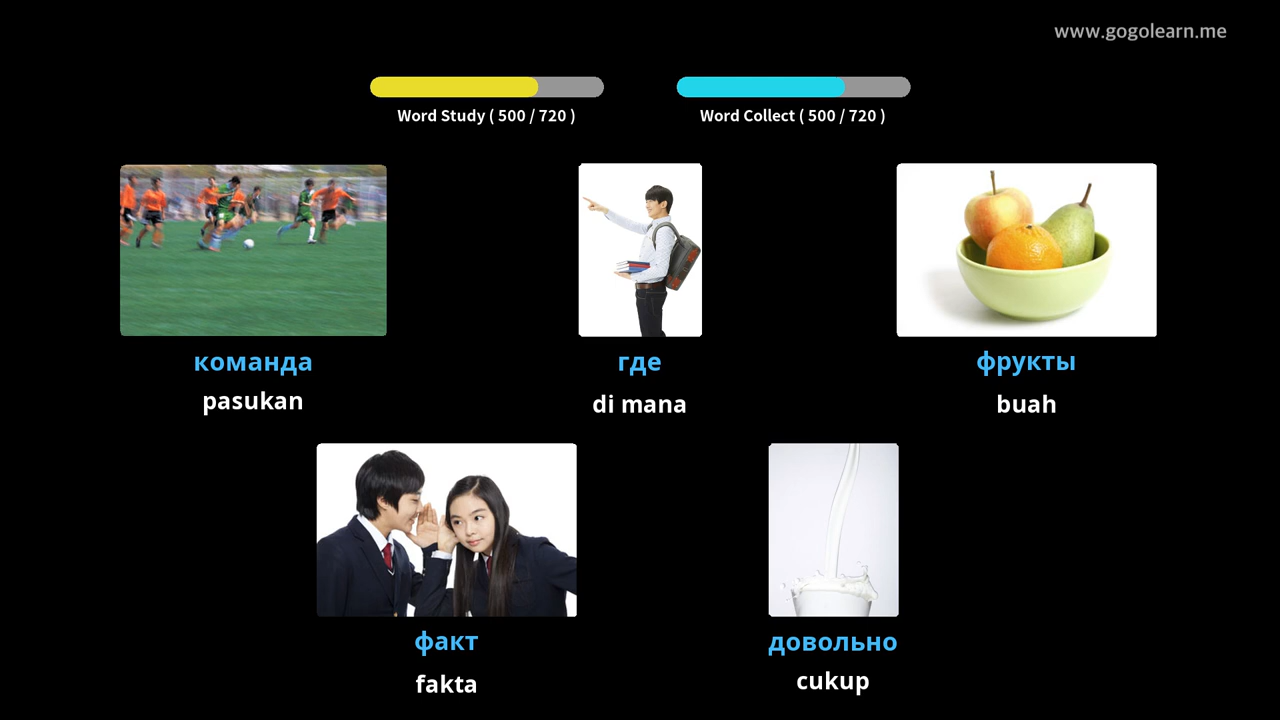 www.gogolearn.me
Word Study ( 500 / 720 )
Word Collect ( 500 / 720 )
команда
pasukan
где
di mana
фрукты
buah
факт
fakta
довольно
cukup